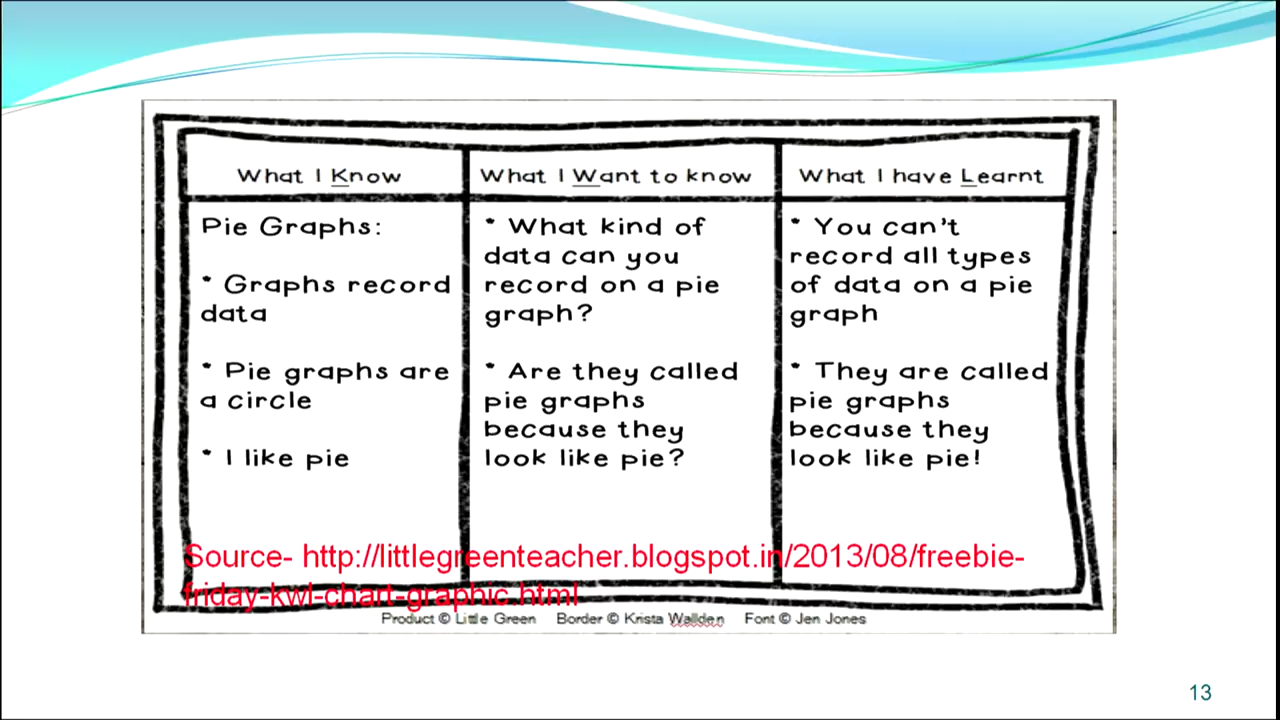 What I Know
Pie Graphs:
* Graphs record
data
* Pie graphs are
a circle
* I like pie
What I Want to know
* What kind of
data can you
record on a pie
graph?
* Are they called
pie graphs
because they
look like pie?
What I have Learnt
* You can't
record all types
of data on a pie
graph
* They are called
pie graphs
because they
look like pie!
Source- http://littlegreenteacher.blogspot.in/2013/08/freebie-
friday-kwl-chart-graphic.html
Product © Little Green Border © Krista Wallden Font © Jen Jones
13